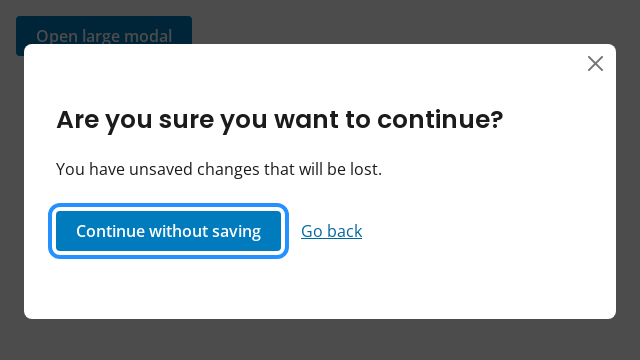 Open large modal
Are you sure you want to continue?
You have unsaved changes that will be lost.
Continue without saving
Go back